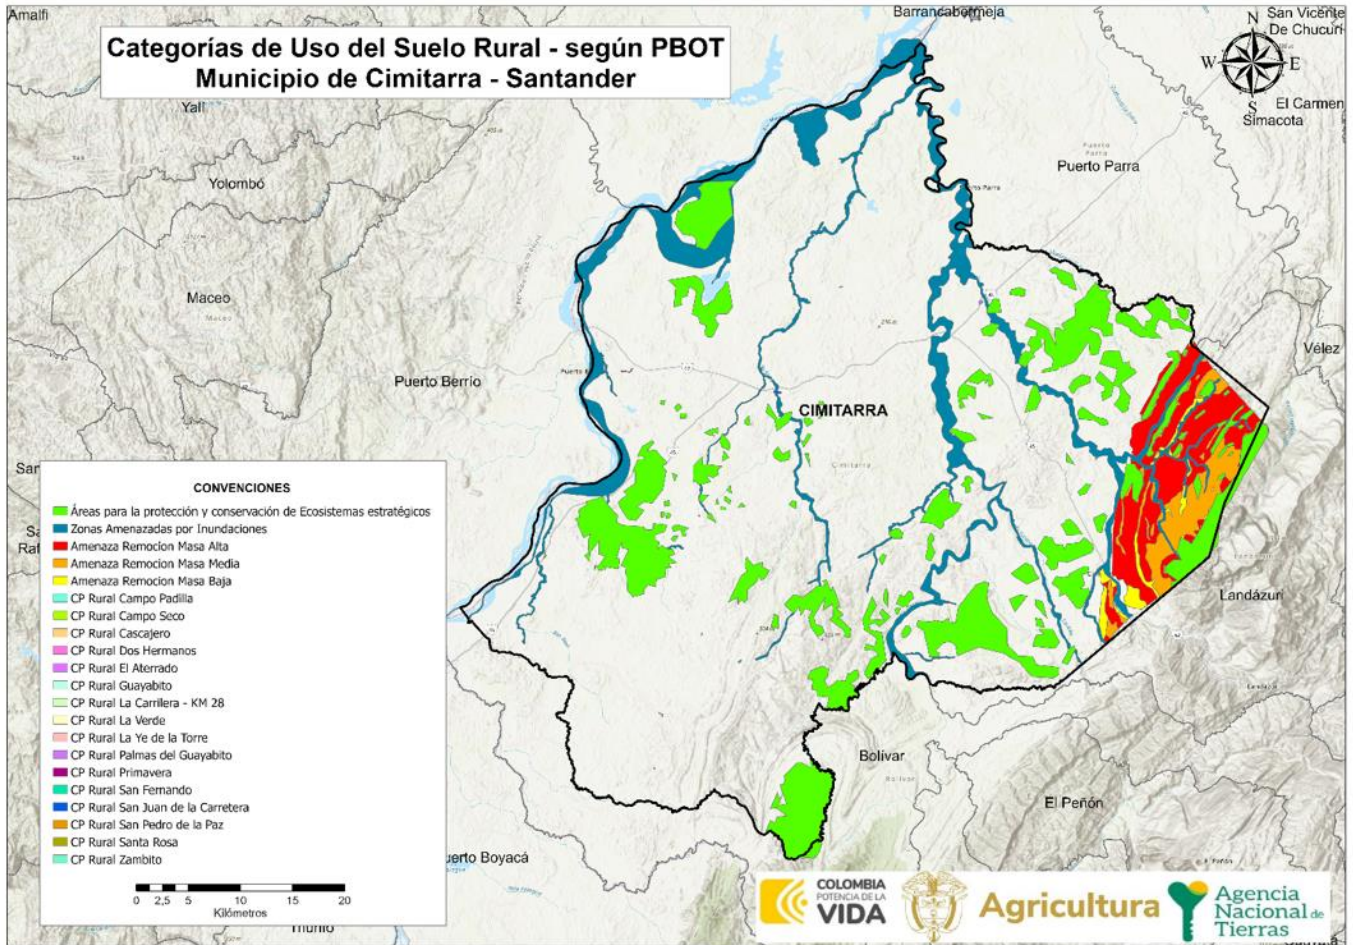 Categorías de Uso del Suelo Rural - según PBOT
Municipio de Cimitarra - Santander
Amalfi
Yalí
Yolombó
Maceo
Maceo
Puerto Berrío
Barrancabermeja
San Vicente
De Chucurí
N
W
E
S
El Carmen
Simacota
Puerto Parra
Puerto
Parra
Vélez
CIMITARRA
Cimitarra
Landázuri
Bolívar
Bolívar
El Peñón
CONVENCIONES
Áreas para la protección y conservación de Ecosistemas estratégicos
Zonas Amenazadas por Inundaciones
Amenaza Remocion Masa Alta
Amenaza Remocion Masa Media
Amenaza Remocion Masa Baja
CP Rural Campo Padilla
CP Rural Campo Seco
CP Rural Cascajero
CP Rural Dos Hermanos
CP Rural El Aterrado
CP Rural Guayabito
CP Rural La Carrilera - KM 28
CP Rural La Verde
CP Rural La Ye de la Torre
CP Rural Palmas del Guayabito
CP Rural Primavera
CP Rural San Fernando
CP Rural San Juan de la Carretera
CP Rural San Pedro de la Paz
CP Rural Santa Rosa
CP Rural Zambito
0 2,5 5 10 15 20
Kilómetros
uerto Boyacá
COLOMBIA
POTENCIA DE LA
VIDA
Agricultura
Agencia
Nacional de
Tierras